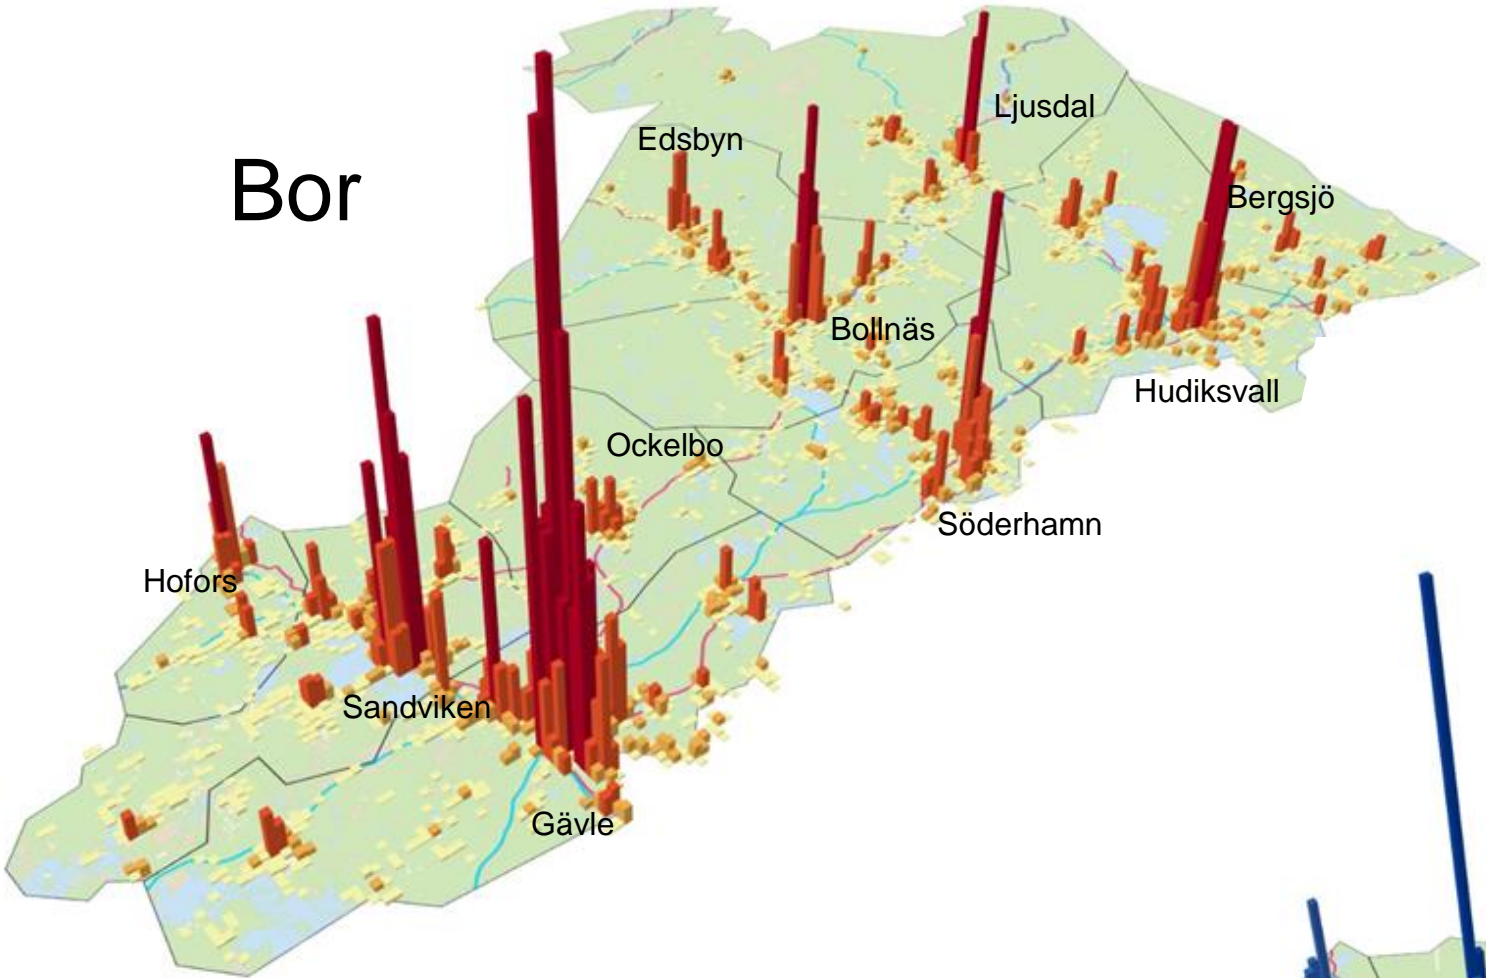 Bor
Ljusdal
Edsbyn
Bergsjö
Bollnäs
Hudiksvall
Ockelbo
Söderhamn
Hofors
Sandviken
Gävle